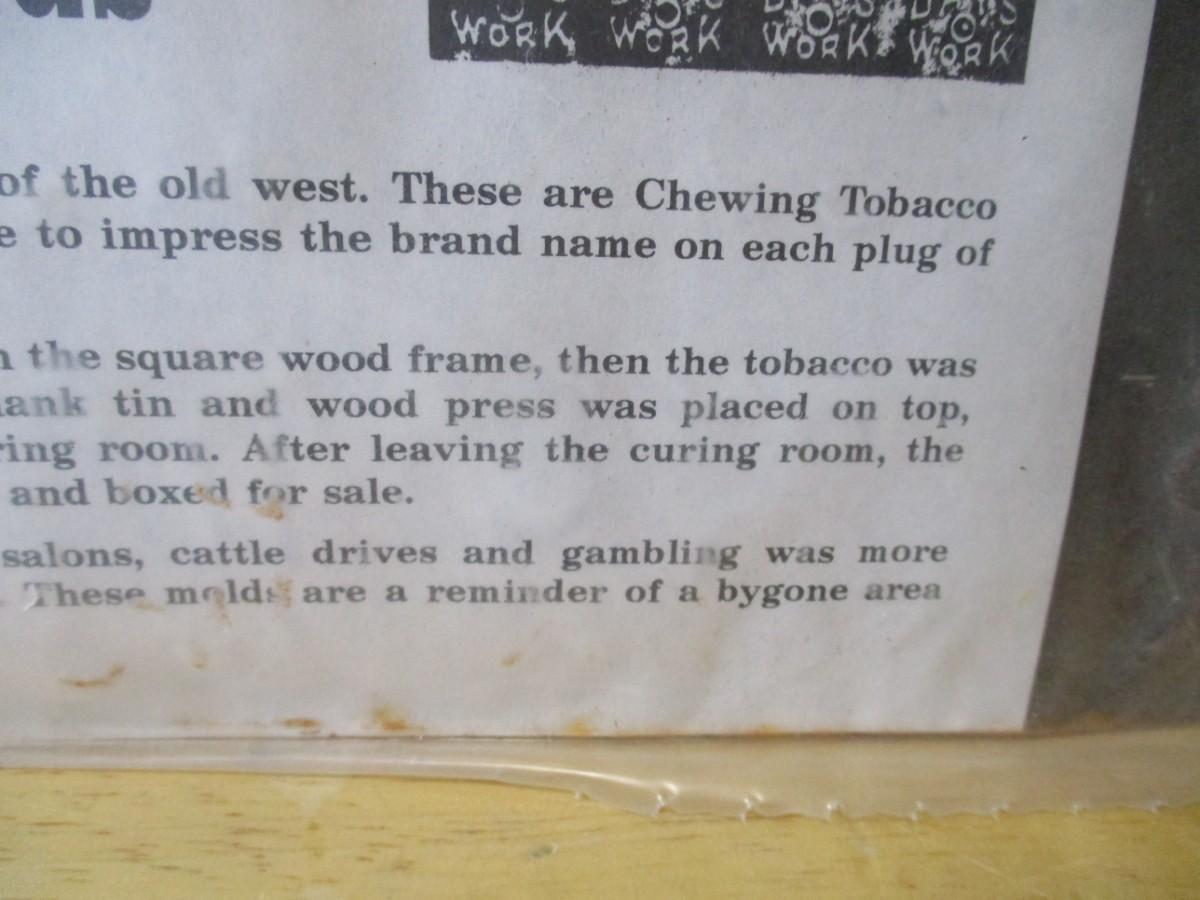 WORK WORK WORK WORK
of the old west. These are Chewing Tobacco
e to impress the brand name on each plug of
the square wood frame, then the tobacco was
ank tin and wood press was placed on top,
ring room. After leaving the curing room, the
and boxed for sale.
salons, cattle drives and gambling was more
These molds are a reminder of a bygone area